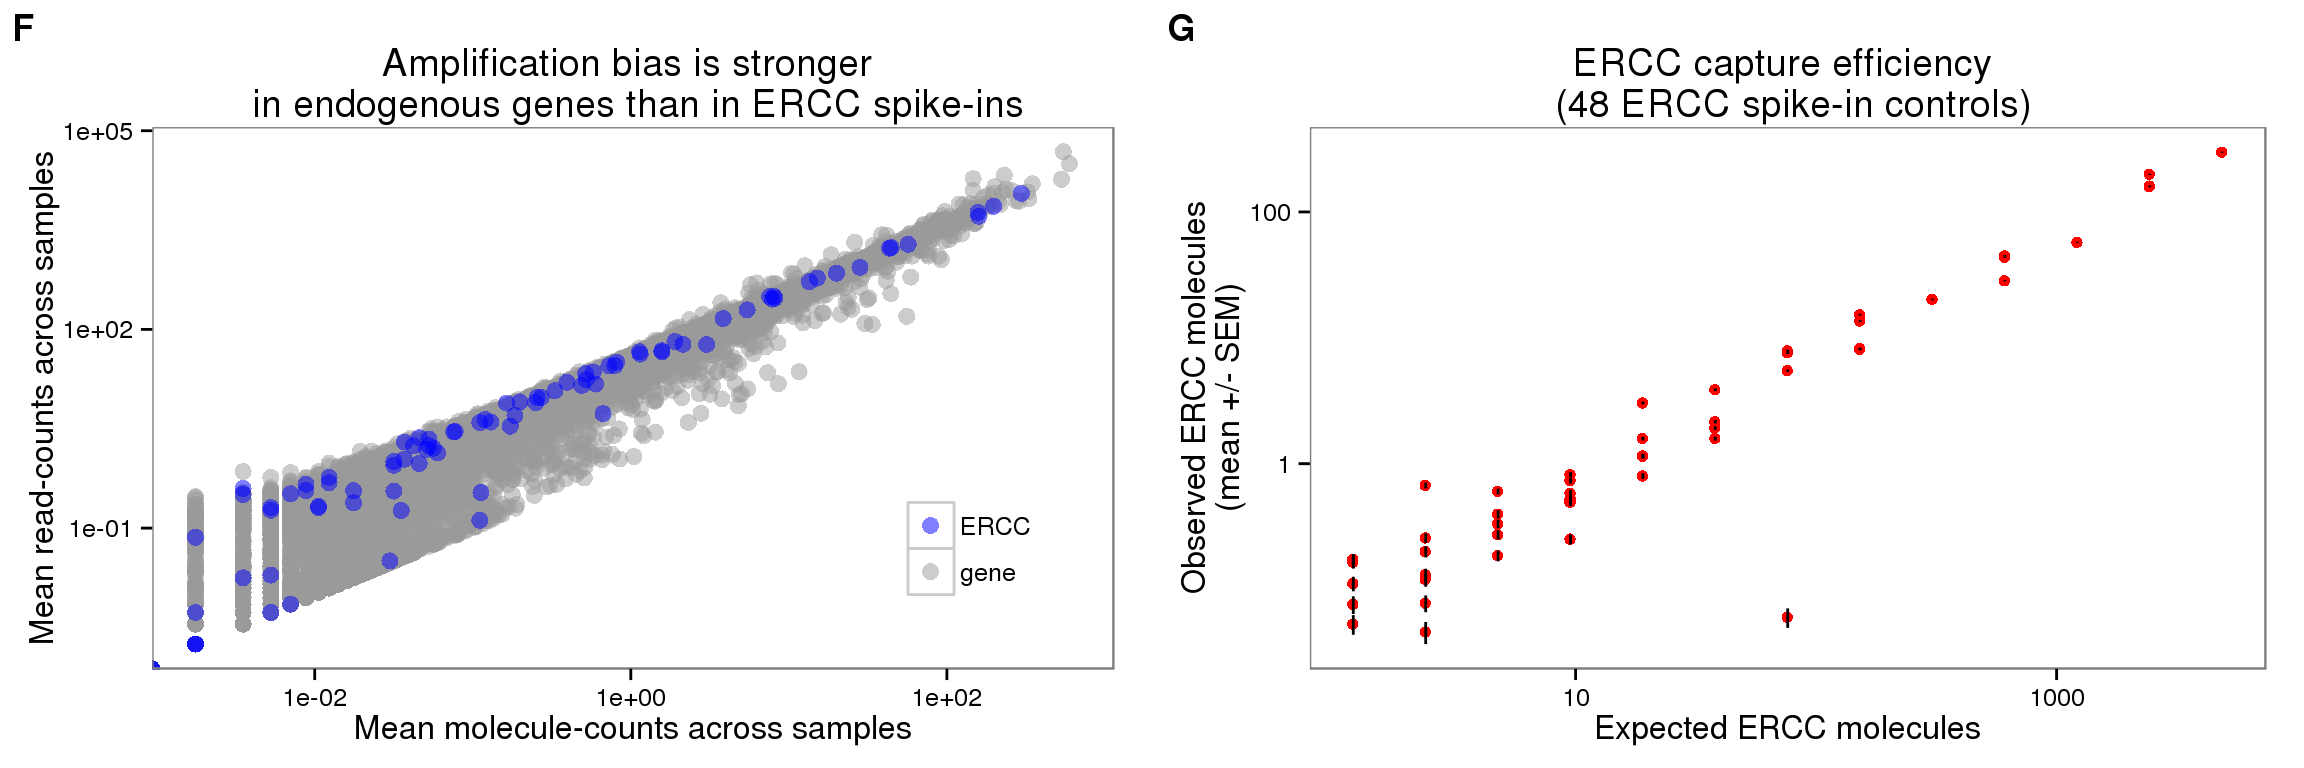 F
Amplification bias is stronger
in endogenous genes than in ERCC spike-ins
1e+05
1e+02
1e-01
Mean read-counts across samples
ERCC
gene
1e-02
1e+00
1e+02
Mean molecule-counts across samples
G
ERCC capture efficiency
(48 ERCC spike-in controls)
100
1
Observed ERCC molecules
(mean +/- SEM)
10
1000
Expected ERCC molecules